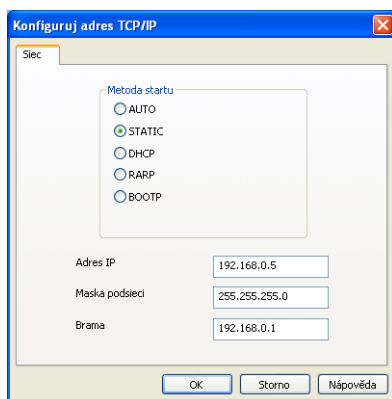 Konfiguruj adres TCP/IP
Siec
Metoda startu
AUTO
STATIC
DHCP
RARP
BOOTP
Adres IP 192.168.0.5
Maska podsieci 255.255.255.0
Brama 192.168.0.1
OK Storno Nápověda